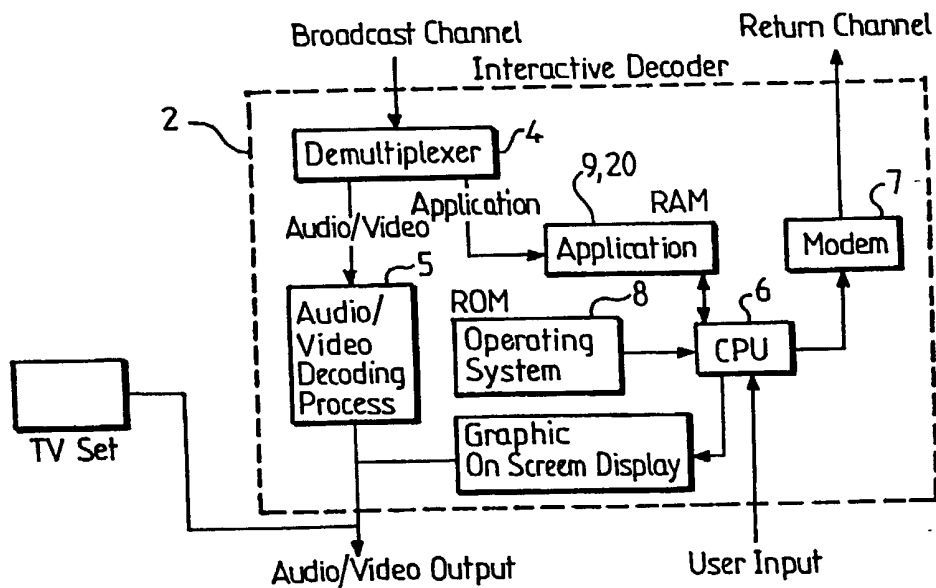 Broadcast Channel
Return Channel
Interactive Decoder
2
Demultiplexer
4
9,20
7
Application
RAM
Audio/Video
Application
Modem
5
ROM
8
6
Audio/
Video
Decoding
Process
Operating
System
CPU
TV Set
Graphic
On Screem Display
Audio/Video Output
User Input